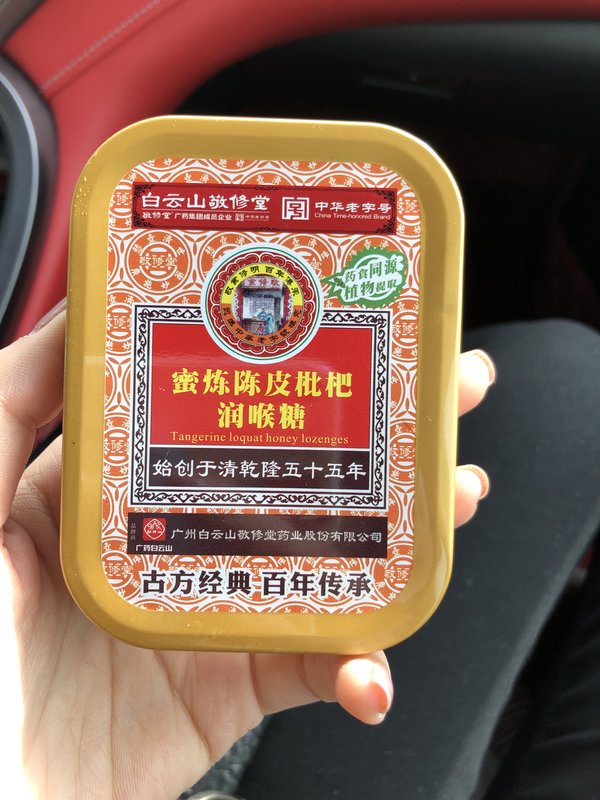 白云山敬修堂
敬修堂 广药集团成员企业
中华老字号
China Time-honored Brand
药食同源
植物提取
蜜炼陈皮枇杷
润喉糖
Tangerine loquat honey lozenges
始创于清乾隆五十五年
广药白云山
广州白云山敬修堂药业股份有限公司
古方经典 百年传承